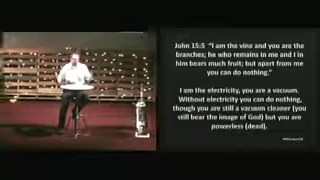 John 15:5 "I am the vine and you are the
branches; he who remains in me and I in
him bears much fruit; but apart from me
you can do nothing."
I am the electricity, you are a vacuum.
Without electricity you can do nothing,
though you are still a vacuum cleaner (you
still bear the image of God) but you are
powerless (dead).